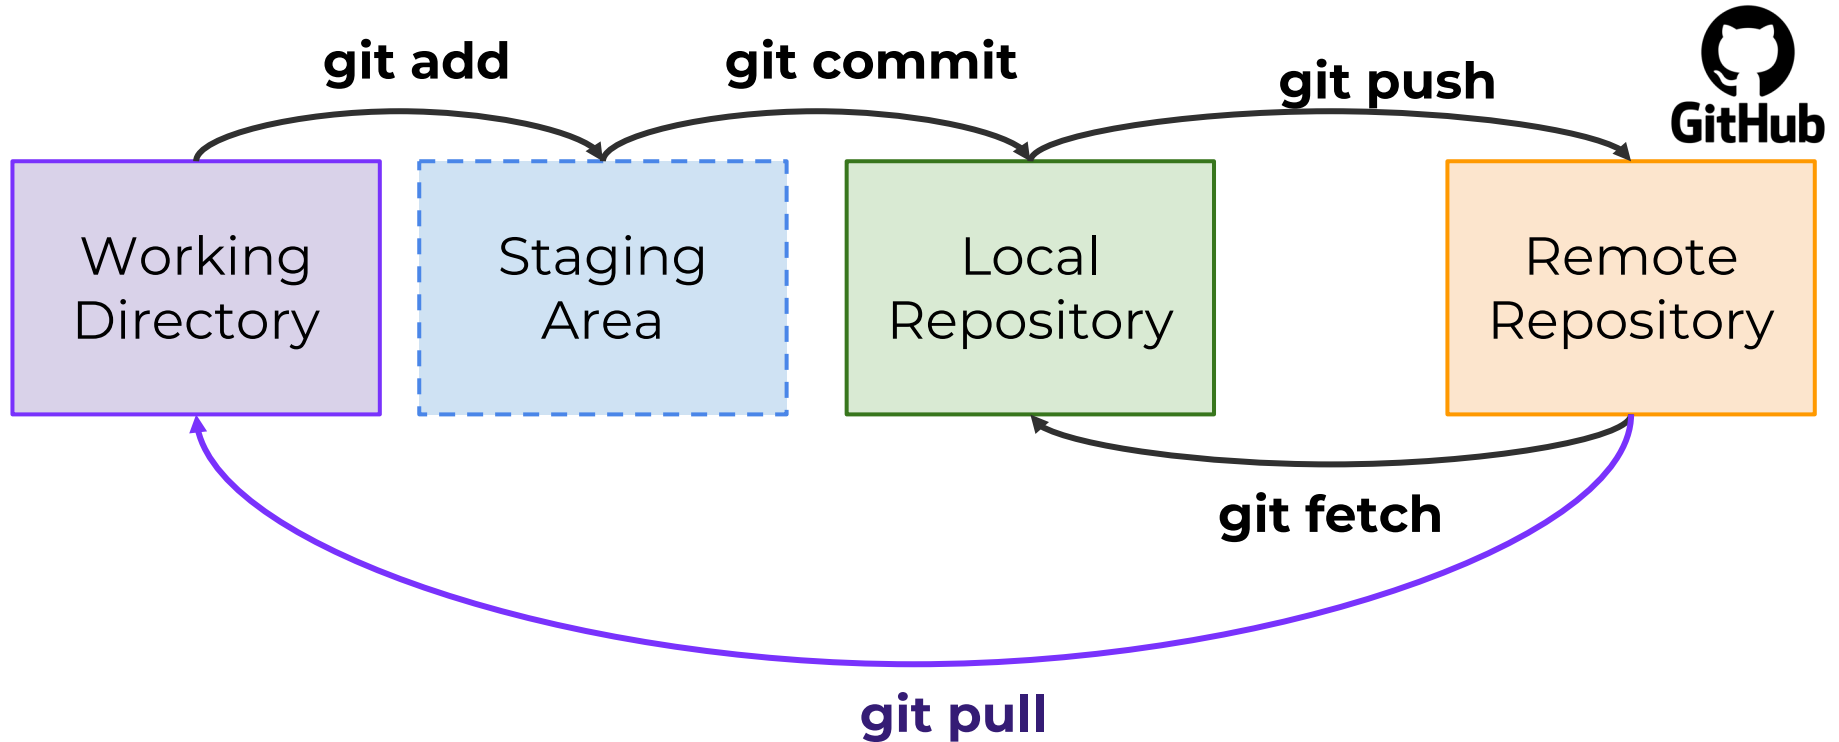 git add
git commit
git push
GitHub
Working
Directory
Staging
Area
Local
Repository
Remote
Repository
git fetch
git pull